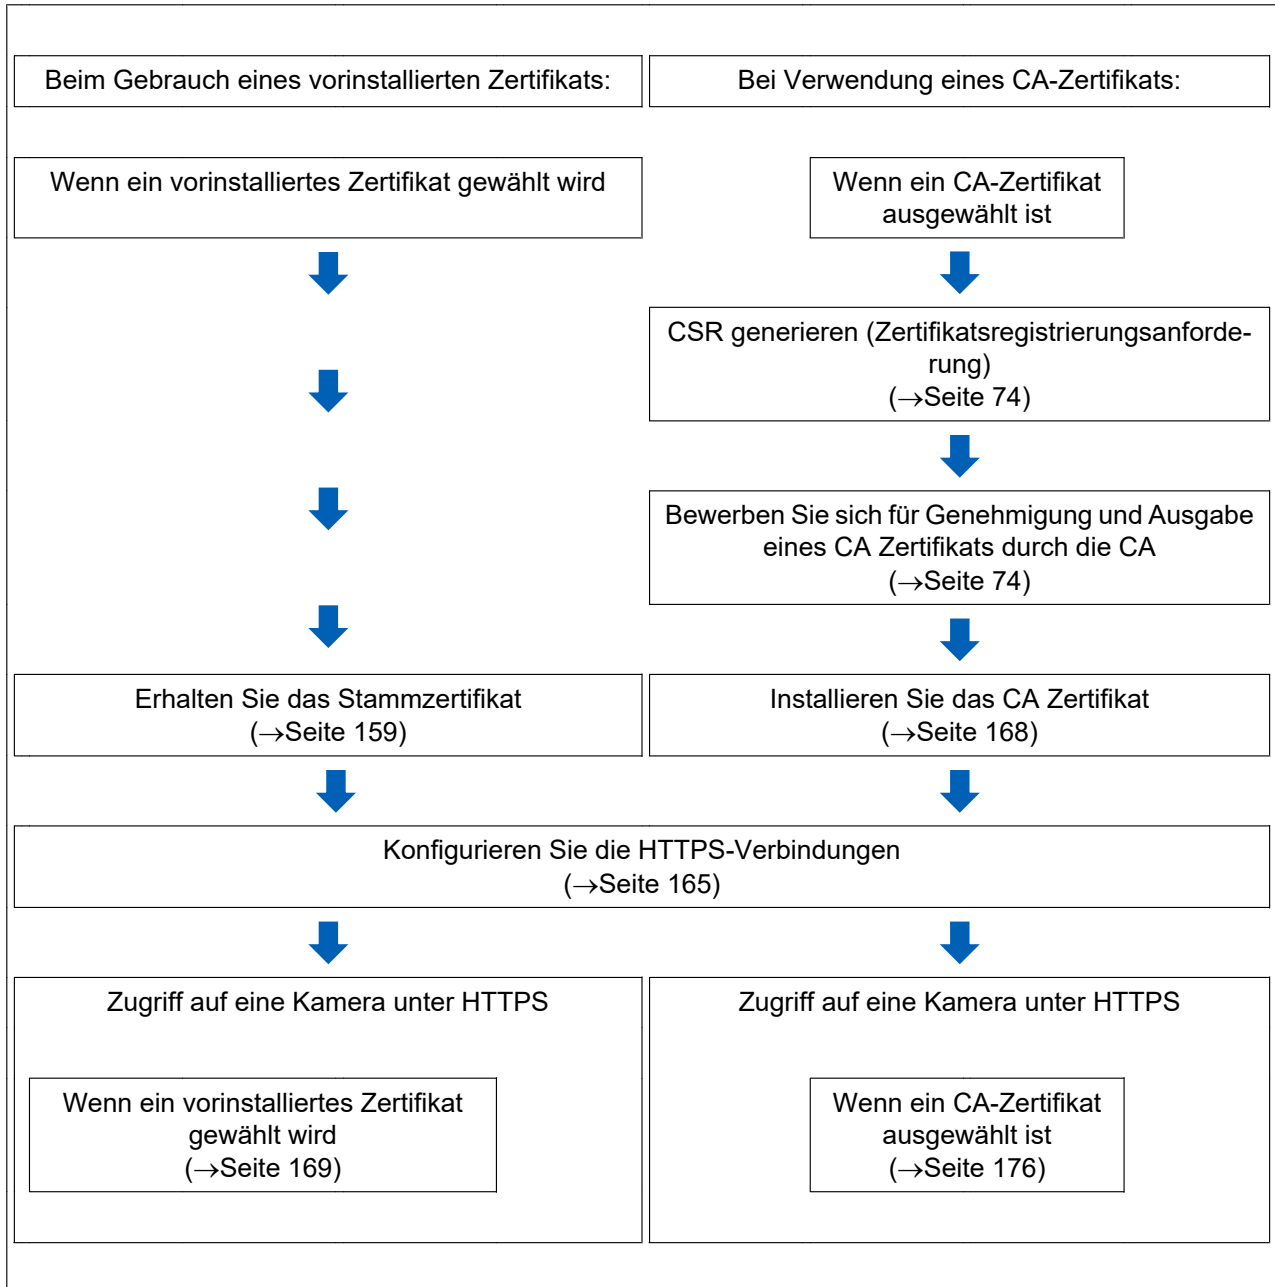 Beim Gebrauch eines vorinstallierten Zertifikats:
Bei Verwendung eines CA-Zertifikats:
Wenn ein vorinstalliertes Zertifikat gewählt wird
Wenn ein CA-Zertifikat
ausgewählt ist
CSR generieren (Zertifikatsregistrierungsanforde-
rung)
(→Seite 74)
Bewerben Sie sich für Genehmigung und Ausgabe
eines CA Zertifikats durch die CA
(→Seite 74)
Erhalten Sie das Stammzertifikat
(→Seite 159)
Installieren Sie das CA Zertifikat
(→Seite 168)
Konfigurieren Sie die HTTPS-Verbindungen
(→Seite 165)
Zugriff auf eine Kamera unter HTTPS
Wenn ein vorinstalliertes Zertifikat
gewählt wird
(→Seite 169)
Zugriff auf eine Kamera unter HTTPS
Wenn ein CA-Zertifikat
ausgewählt ist
(→Seite 176)